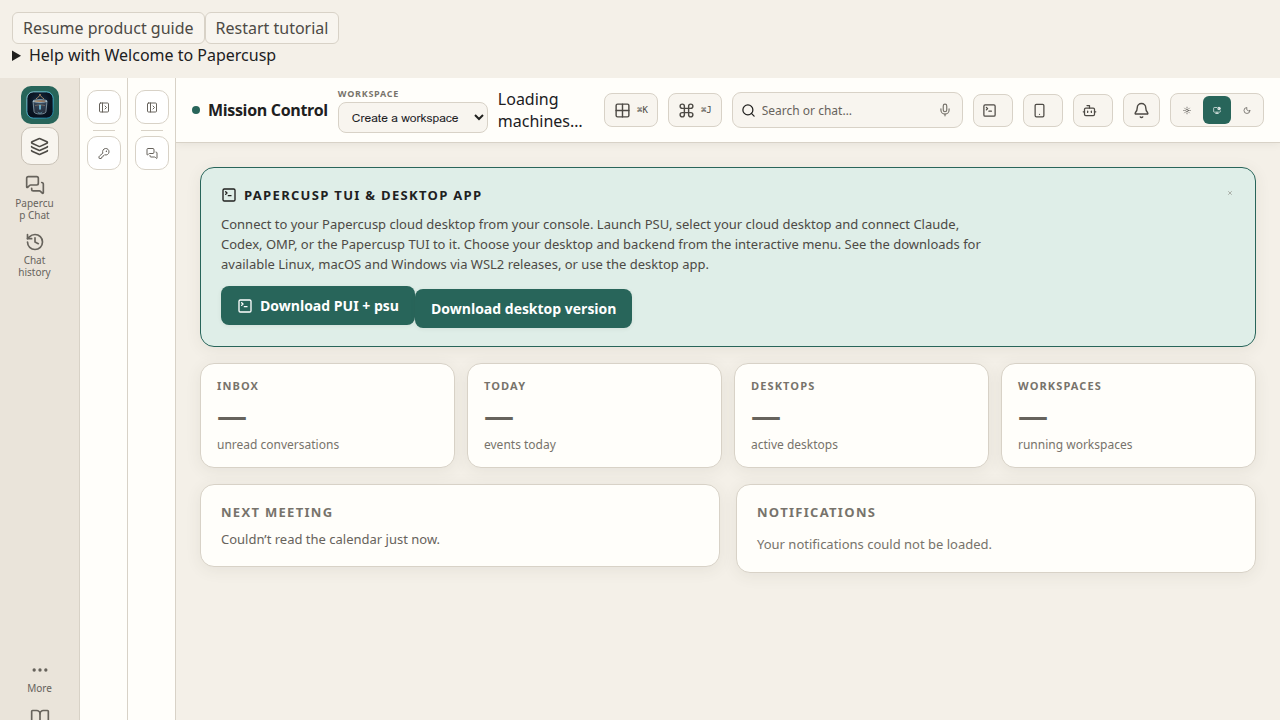 Resume product guide
Restart tutorial
Help with Welcome to Papercusp
Papercu
p Chat
Chat
history
More
Mission Control
WORKSPACE
Create a workspace
Loading
machines...
⌘K
⌘J
Search or chat...
PAPERCUSP TUI & DESKTOP APP
Connect to your Papercusp cloud desktop from your console. Launch PSU, select your cloud desktop and connect Claude,
Codex, OMP, or the Papercusp TUI to it. Choose your desktop and backend from the interactive menu. See the downloads for
available Linux, macOS and Windows via WSL2 releases, or use the desktop app.
Download PUI + psu
Download desktop version
INBOX
—
unread conversations
TODAY
—
events today
DESKTOPS
—
active desktops
WORKSPACES
—
running workspaces
NEXT MEETING
Couldn’t read the calendar just now.
NOTIFICATIONS
Your notifications could not be loaded.